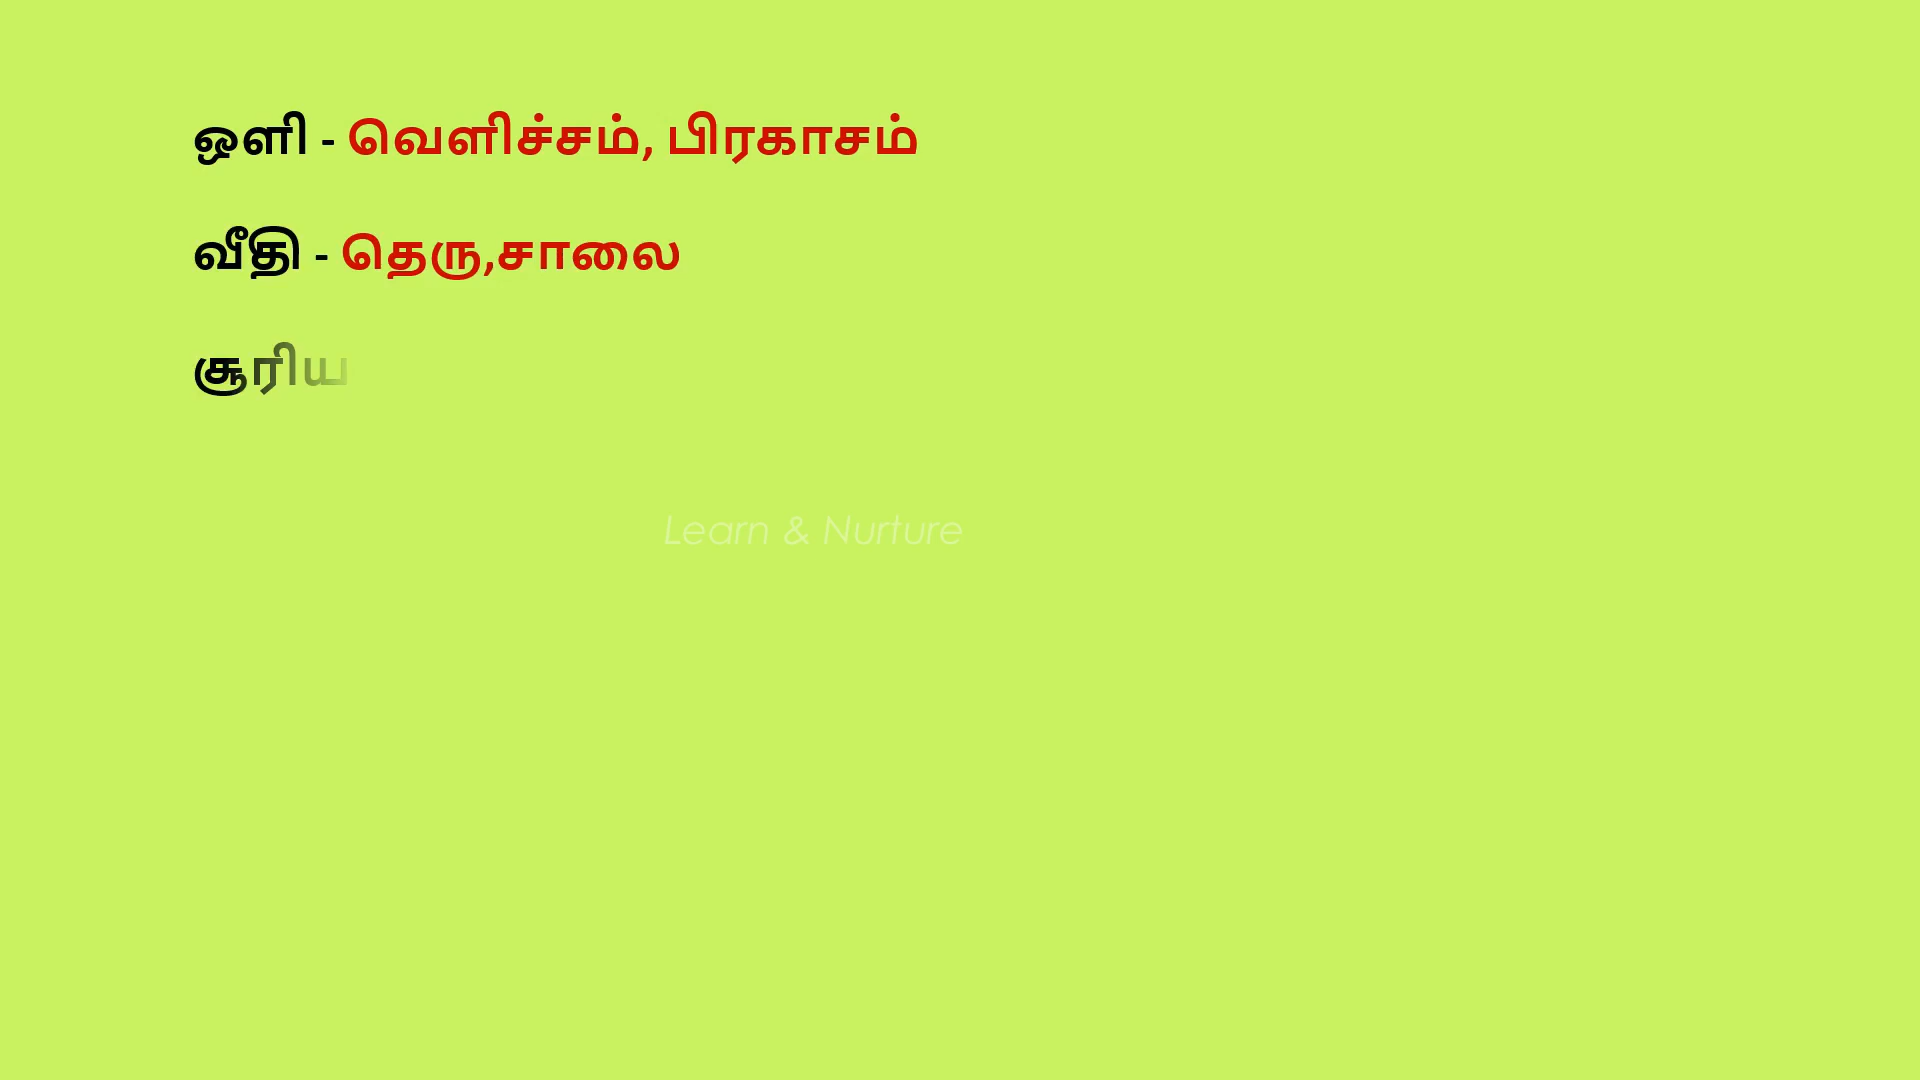 ஒளி - வெளிச்சம், பிரகாசம்
வீதி - தெரு,சாலை
சூரிய
Learn & Nurture